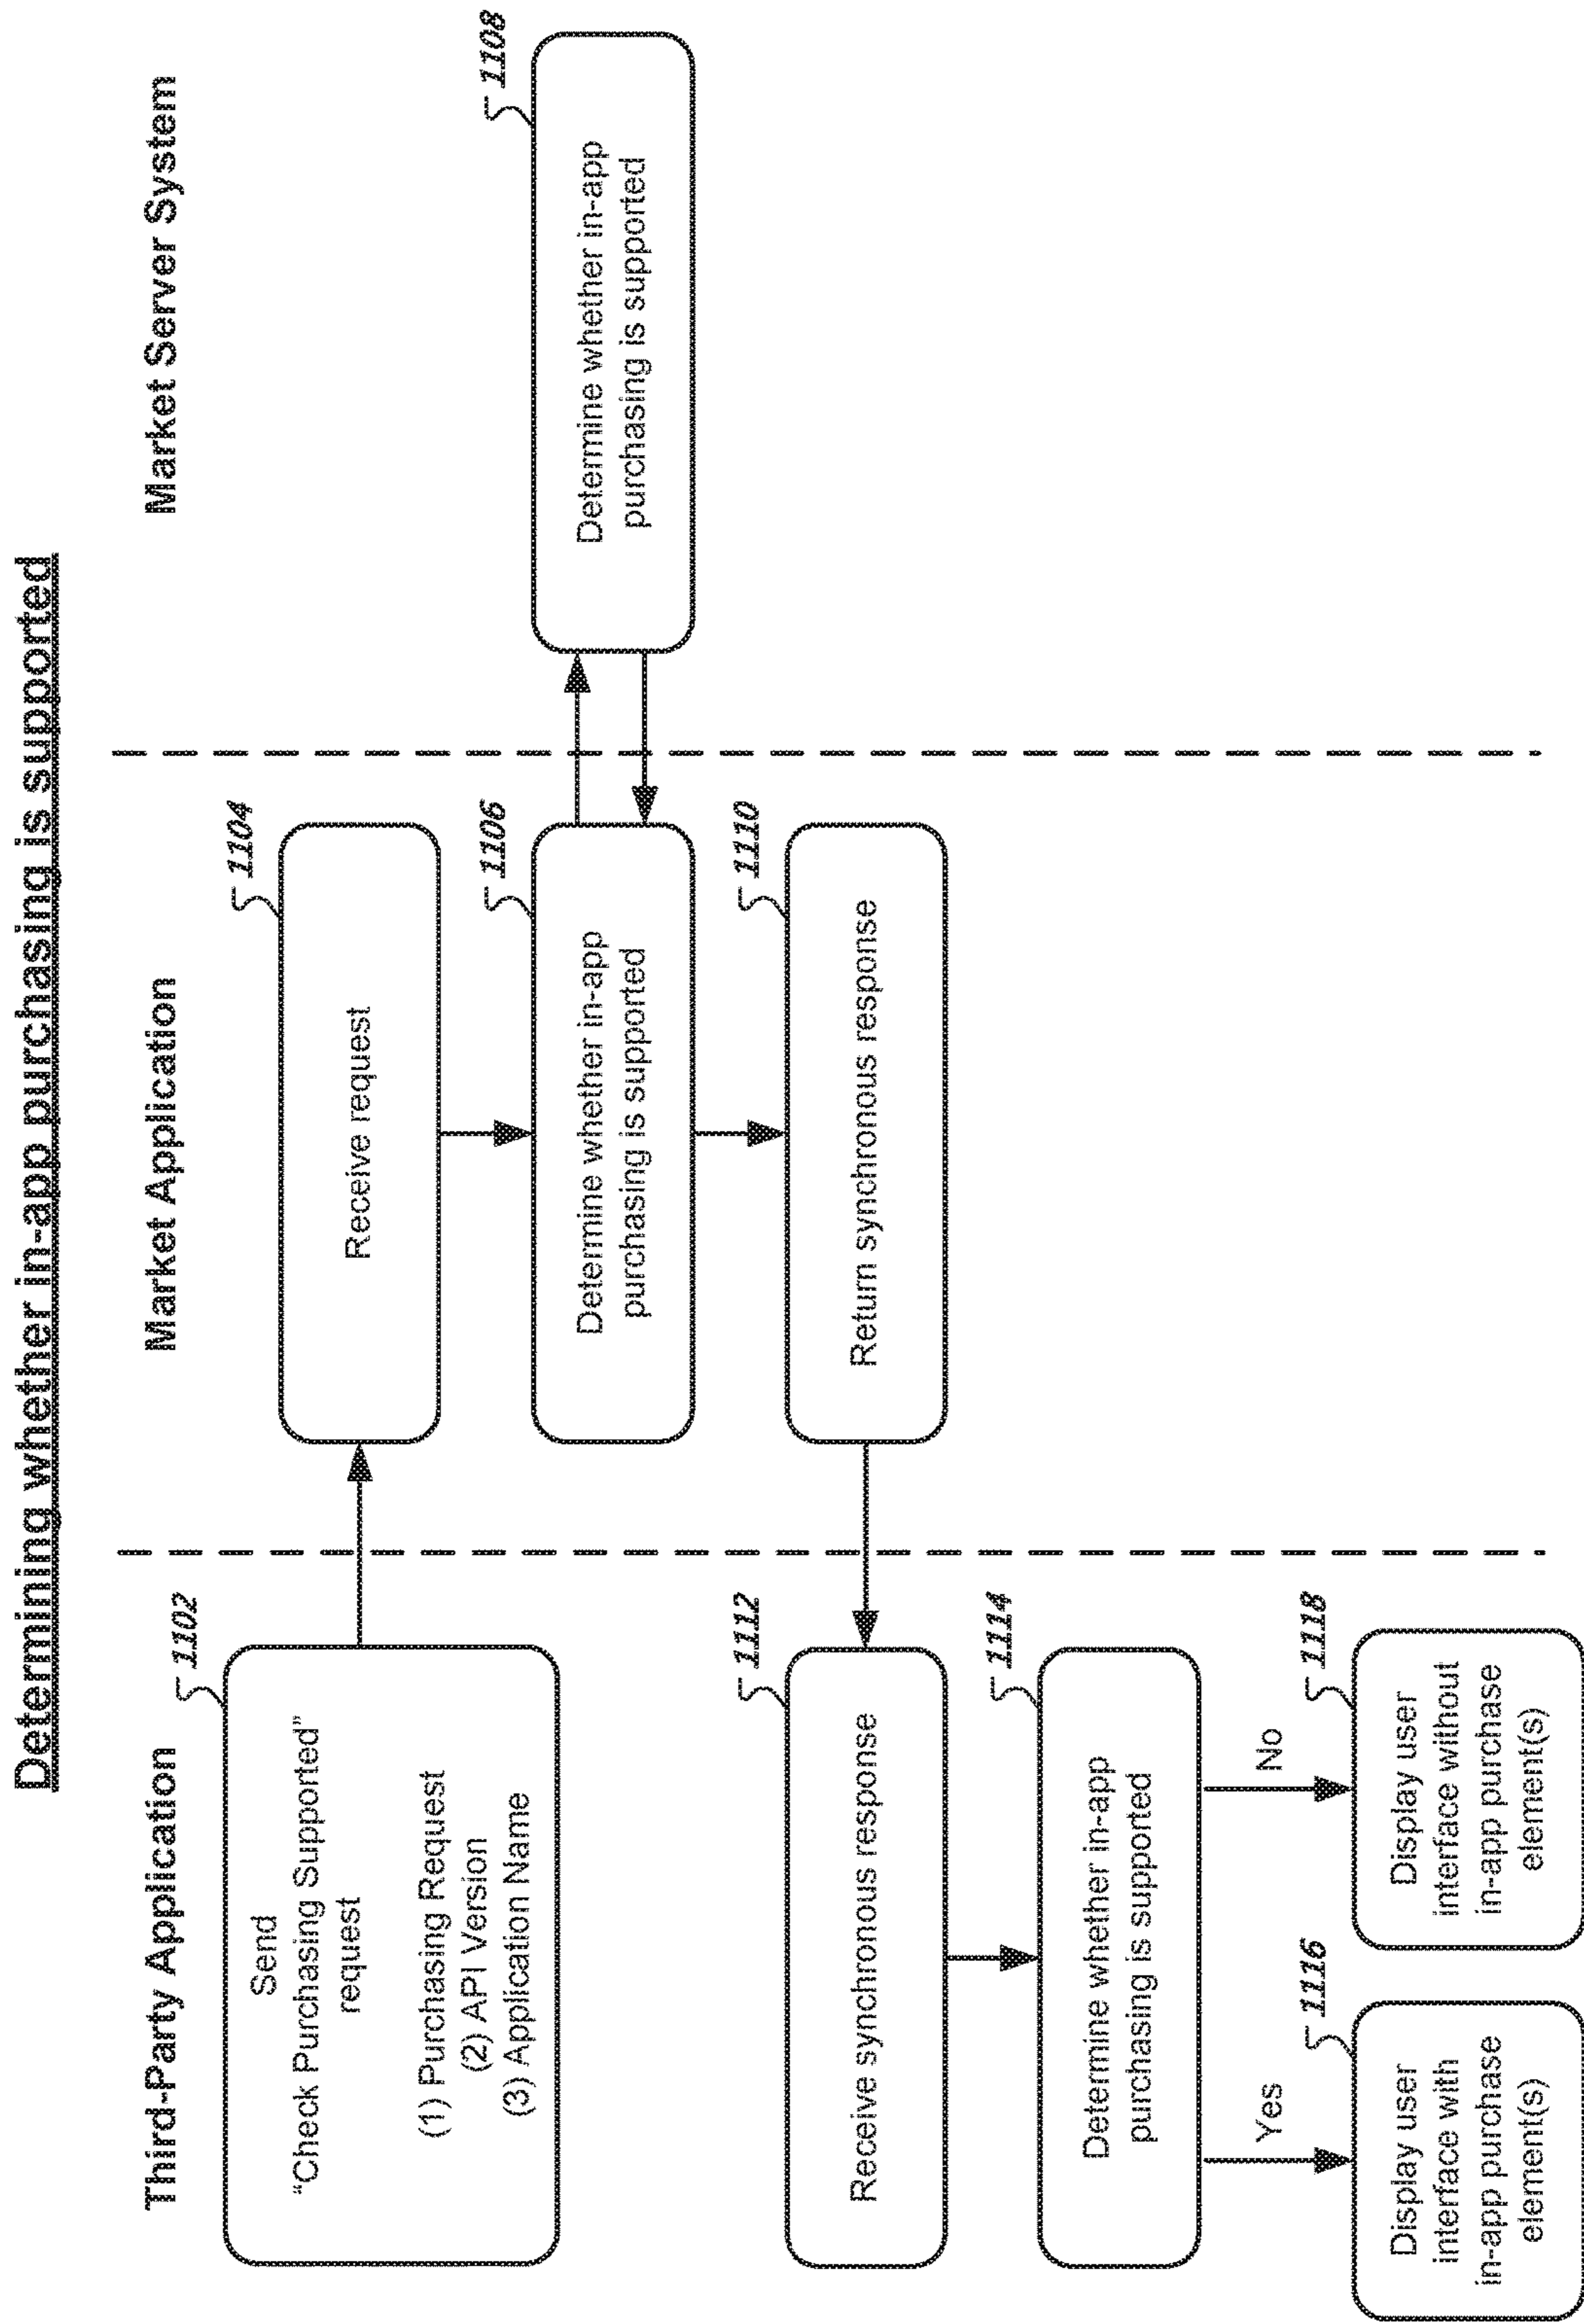 Determining whether in-app purchasing is supported
Third-Party Application
Market Application
Market Server System
1102
Send
“Check Purchasing Supported”
request
(1) Purchasing Request
(2) API Version
(3) Application Name
1104
Receive request
1106
Determine whether in-app
purchasing is supported
1108
Determine whether in-app
purchasing is supported
1110
Return synchronous response
1112
Receive synchronous response
1114
Determine whether in-app
purchasing is supported
Yes
No
1116
Display user
interface with
in-app purchase
element(s)
1118
Display user
interface without
in-app purchase
element(s)